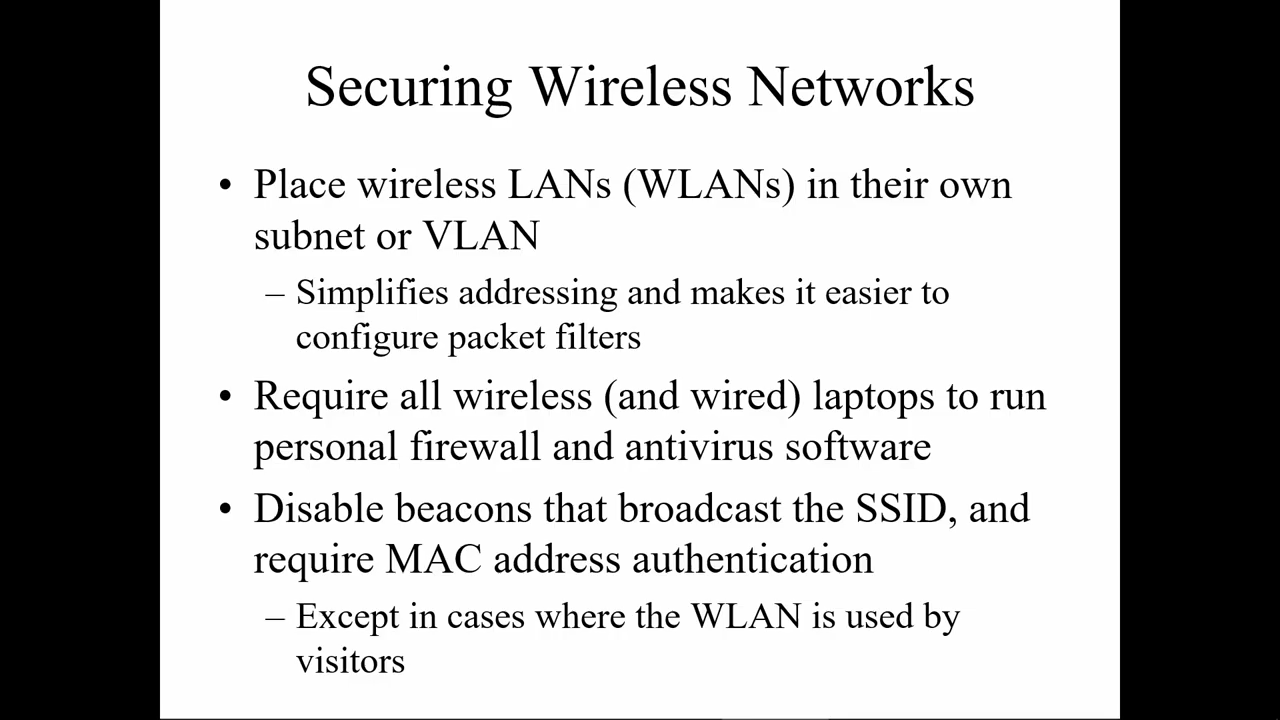 Securing Wireless Networks
• Place wireless LANs (WLANs) in their own
subnet or VLAN
– Simplifies addressing and makes it easier to
configure packet filters
• Require all wireless (and wired) laptops to run
personal firewall and antivirus software
• Disable beacons that broadcast the SSID, and
require MAC address authentication
– Except in cases where the WLAN is used by
visitors